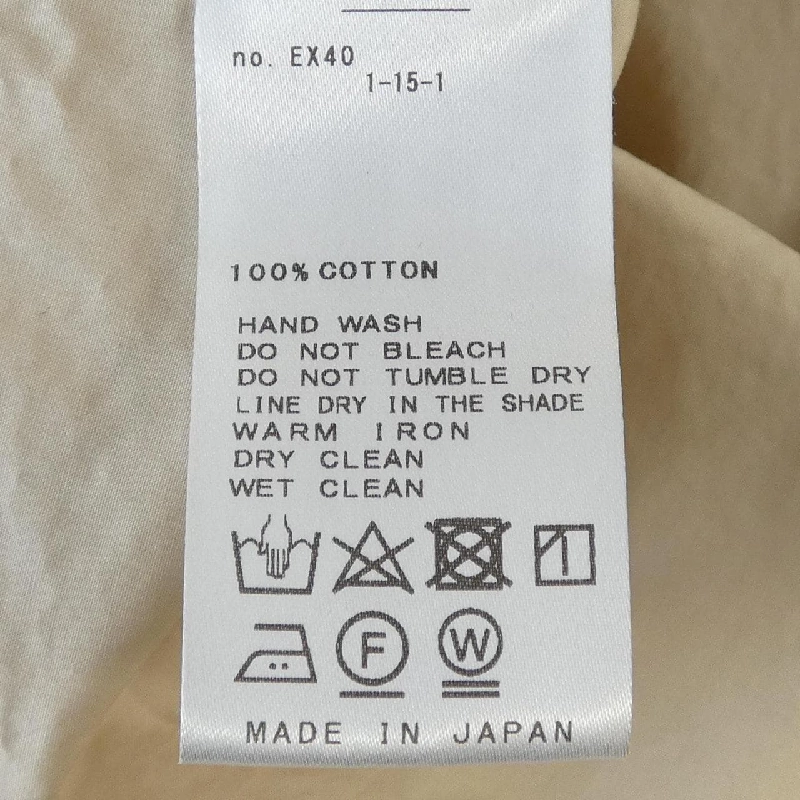 no. EX40
1-15-1
100% COTTON
HAND WASH
DO NOT BLEACH
DO NOT TUMBLE DRY
LINE DRY IN THE SHADE
WARM IRON
DRY CLEAN
WET CLEAN
F W
MADE IN JAPAN